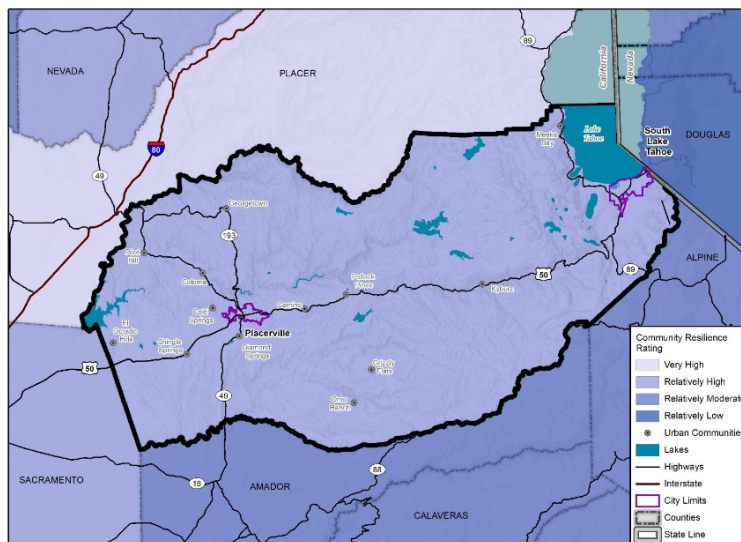 NEVADA
PLACER
89
California
Nevada
80
49
Meeks
Bay
Lake
Tahoe
South
Lake
Tahoe
DOUGLAS
Georgetown
193
Pilot
Hill
Coloma
Cold
Springs
Camino
Pollock
Pines
50
Kyburz
89
ALPINE
El
Dorado
Hills
Shingle
Springs
Placerville
Diamond
Springs
50
49
Grizzly
Flats
Omo
Ranch
SACRAMENTO
16
AMADOR
88
CALAVERAS
Community Resilience
Rating
Very High
Relatively High
Relatively Moderat
Relatively Low
Urban Communitie
Lakes
Highways
Interstate
City Limits
Counties
State Line